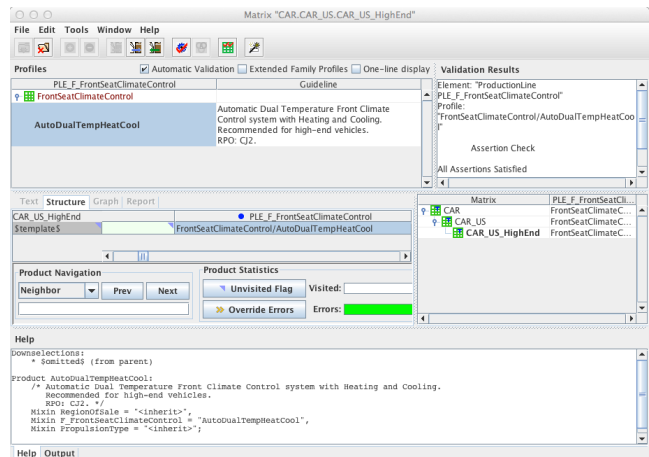 Matrix "CAR.CAR_US.CAR_US_HighEnd"
File Edit Tools Window Help
Profiles
Automatic Validation
Extended Family Profiles
One-line display
Validation Results
PLE_F_FrontSeatClimateControl
Guideline
FrontSeatClimateControl
AutoDualTempHeatCool
Automatic Dual Temperature Front Climate
Control system with Heating and Cooling.
Recommended for high-end vehicles.
RPO: CJ2.
Element: "ProductionLine
PLE_F_FrontSeatClimateControl"
Profile:
"FrontSeatClimateControl/AutoDualTempHeatCoo
l"
Assertion Check
All Assertions Satisfied
Text Structure Graph Report
CAR_US_HighEnd
PLE_F_FrontSeatClimateControl
$template$
FrontSeatClimateControl/AutoDualTempHeatCool
Matrix
PLE_F_FrontSeatCli...
CAR
FrontSeatClimateC...
CAR_US
FrontSeatClimateC...
CAR_US_HighEnd
FrontSeatClimateC...
Product Navigation
Neighbor
Prev
Next
Product Statistics
Unvisited Flag
Visited:
Override Errors
Errors:
Help
Downselections:
* $omitted$ (from parent)
Product AutoDualTempHeatCool:
/* Automatic Dual Temperature Front Climate Control system with Heating and Cooling.
Recommended for high-end vehicles.
RPO: CJ2. */
Mixin RegionOfSale = "<inherit>",
Mixin F_FrontSeatClimateControl = "AutoDualTempHeatCool",
Mixin PropulsionType = "<inherit>";
Help Output